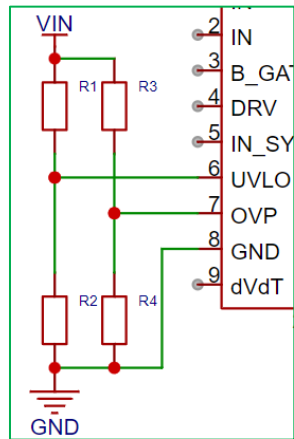 VIN
R1
R3
2 IN
3 B_GAT
4 DRV
5 IN_SY
6 UVLO
7 OVP
8 GND
9 dVdT
R2
R4
GND